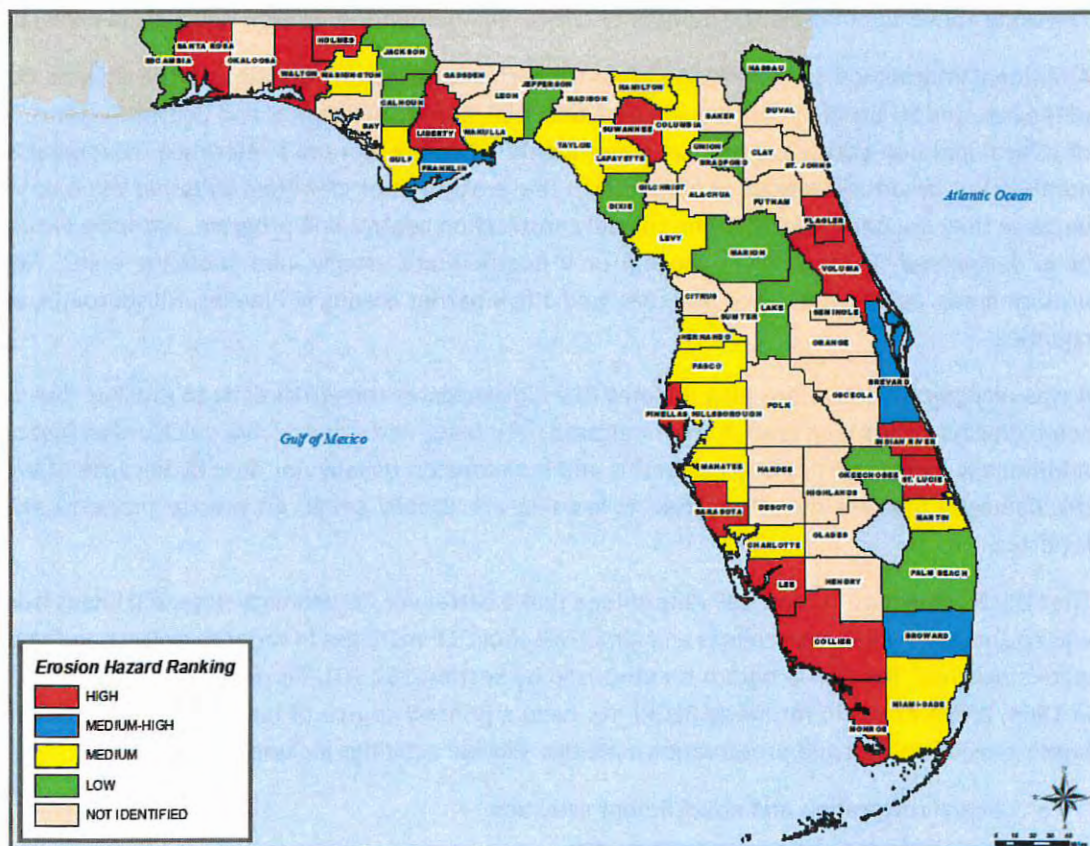 SANTA ROSA
HOLMES
JACKSON
ESCAMBIA
OKALOOSA
WALTON
WASHINGTON
GADSDEN
NASSAU
CALHOUN
LEON
JEFFERSON
MADISON
HAMILTON
DUVAL
BAY
LIBERTY
WAKULLA
TAYLOR
SUWANNEE
COLUMBIA
BAKER
GULF
FRANKLIN
LAFAYETTE
UNION
BRADFORD
CLAY
ST. JOHNS
DIXIE
GILCHRIST
ALACHUA
PUTNAM
Atlantic Ocean
FLAGLER
LEVY
MARION
VOLUSIA
CITRUS
SUMTER
LAKE
SEMINOLE
HERNANDO
ORANGE
PASCO
BREVARD
OSCEOLA
PINELLAS
HILLSBOROUGH
POLK
Gulf of Mexico
INDIAN RIVER
MANATEE
HARDEE
OKEECHOBEE
ST. LUCIE
HIGHLANDS
SARASOTA
DESOTO
MARTIN
CHARLOTTE
GLADES
LEE
HENDRY
PALM BEACH
COLLIER
BROWARD
MONROE
MIAMI-DADE
Erosion Hazard Ranking
HIGH
MEDIUM-HIGH
MEDIUM
LOW
NOT IDENTIFIED